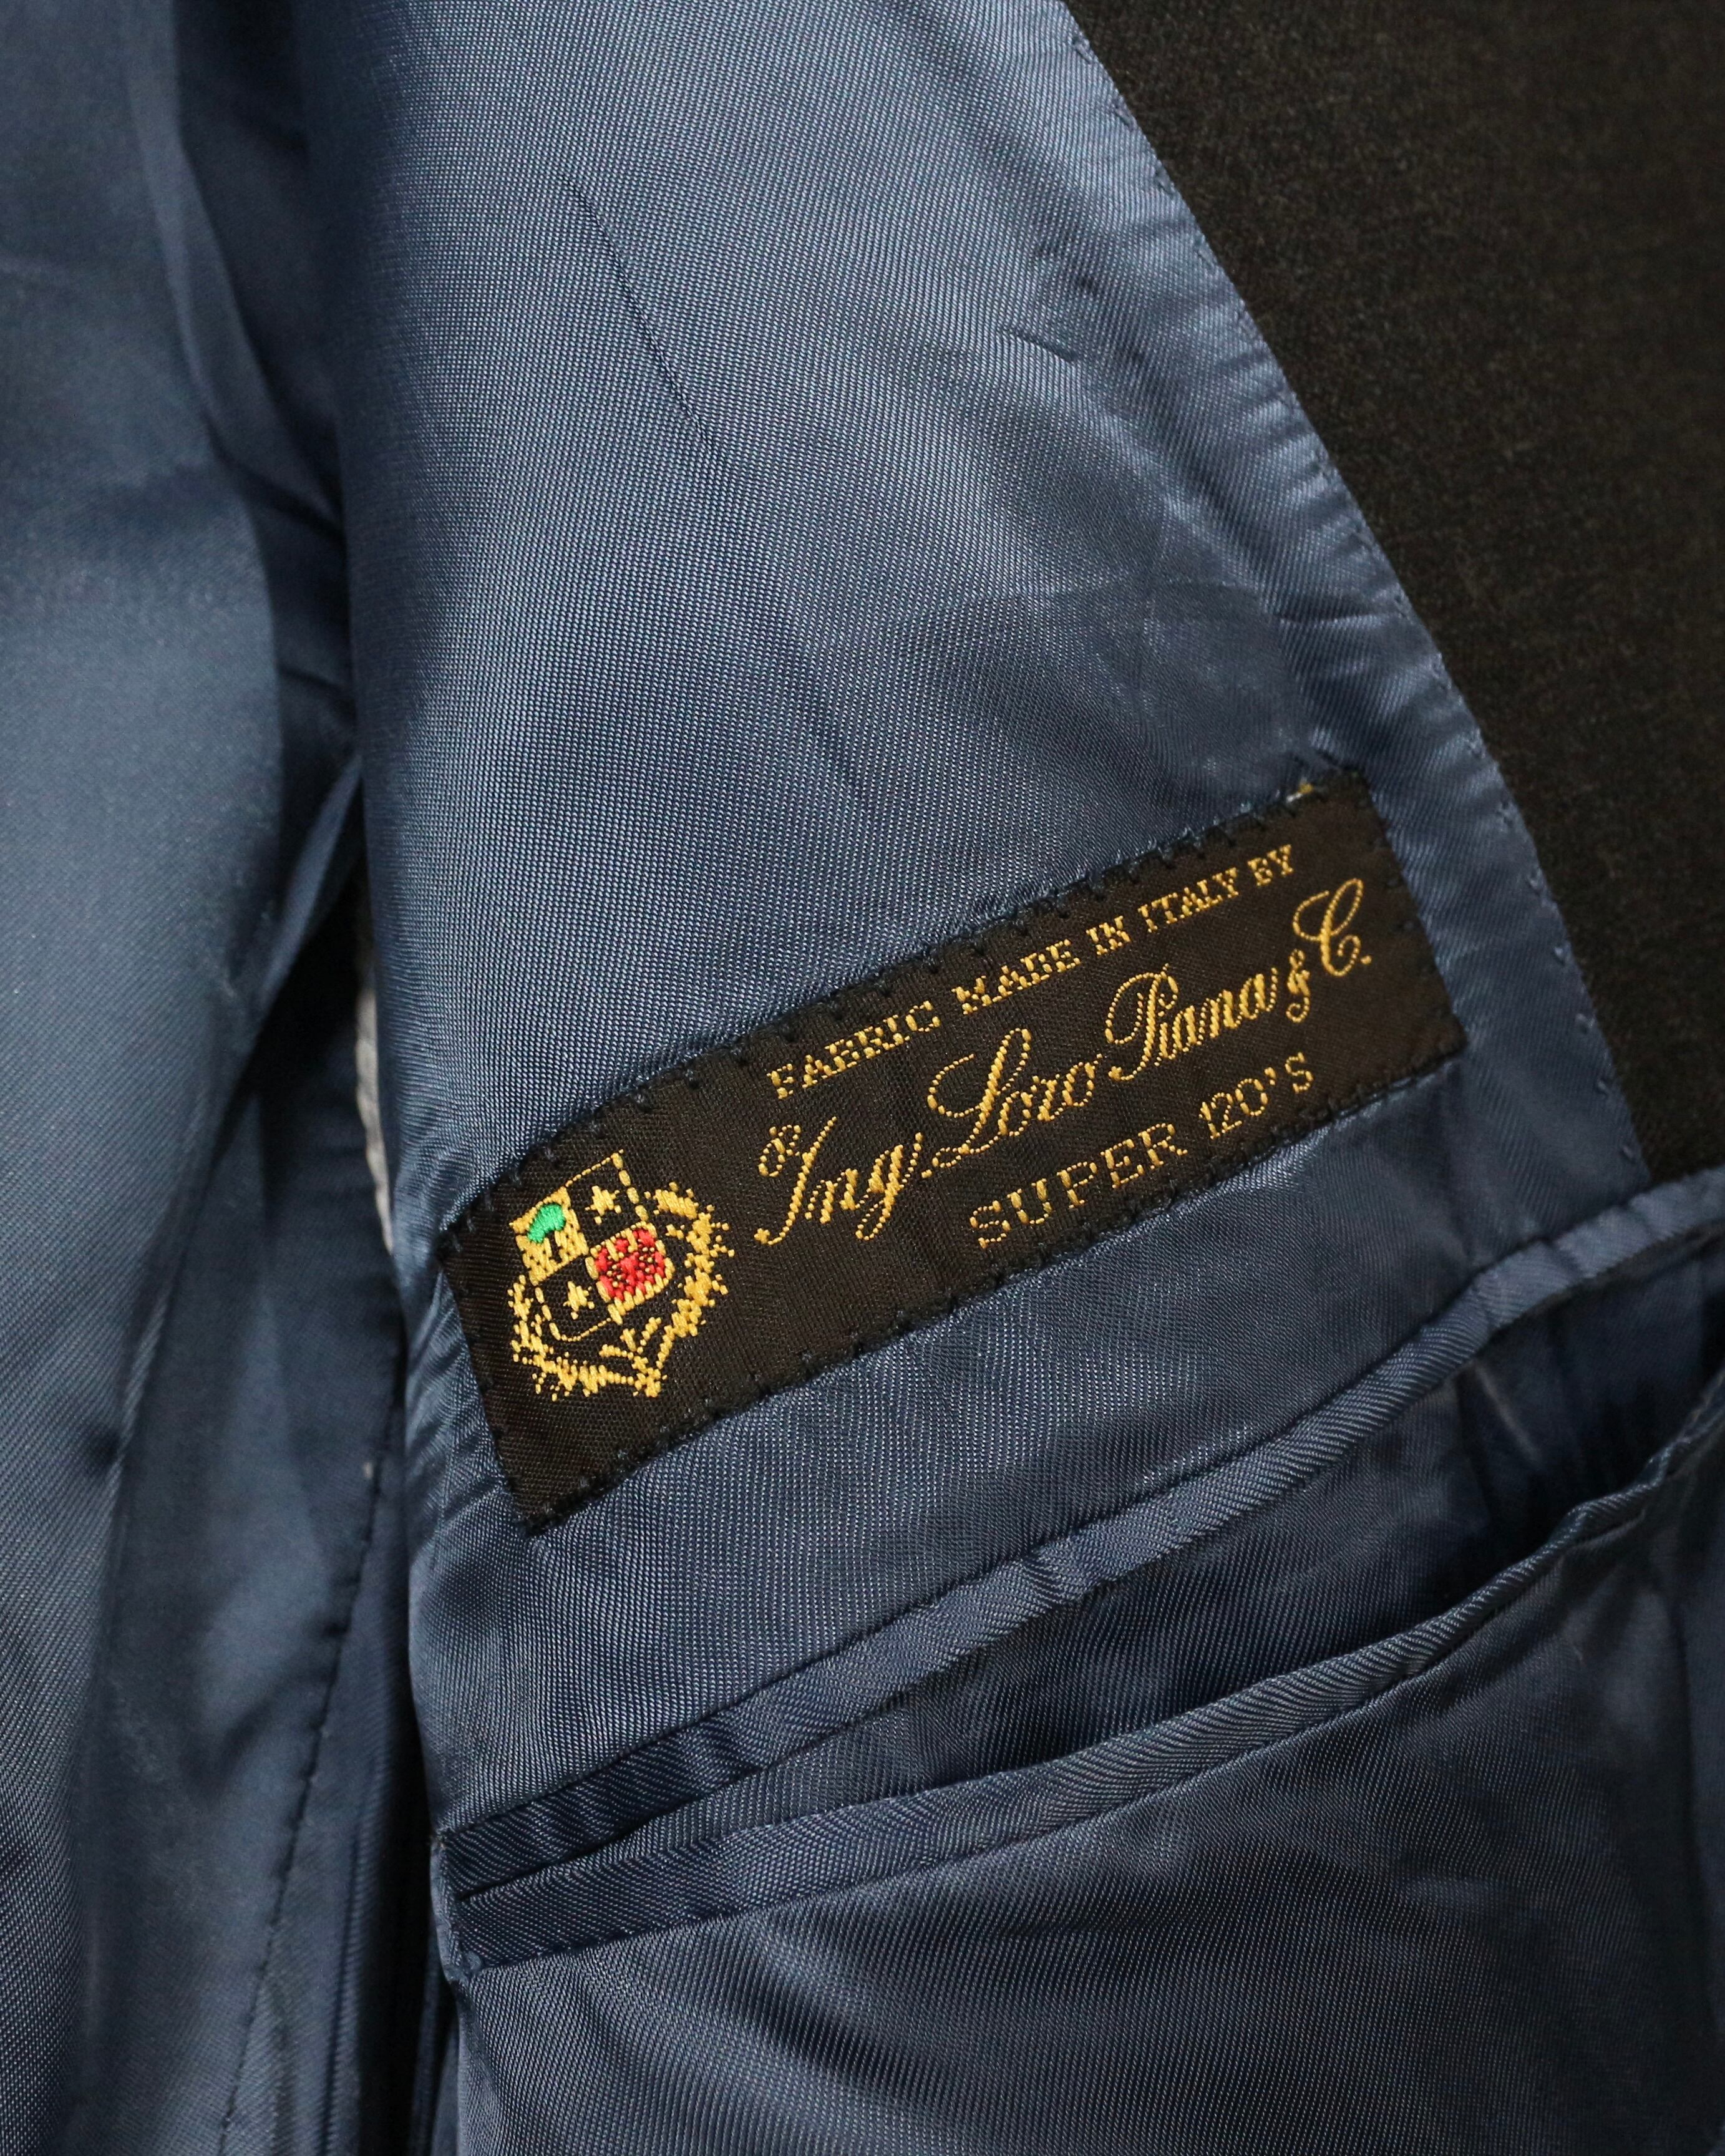 FABRIC MADE IN ITALY BY
& Ing. Loro Piana & C.
SUPER 120'S